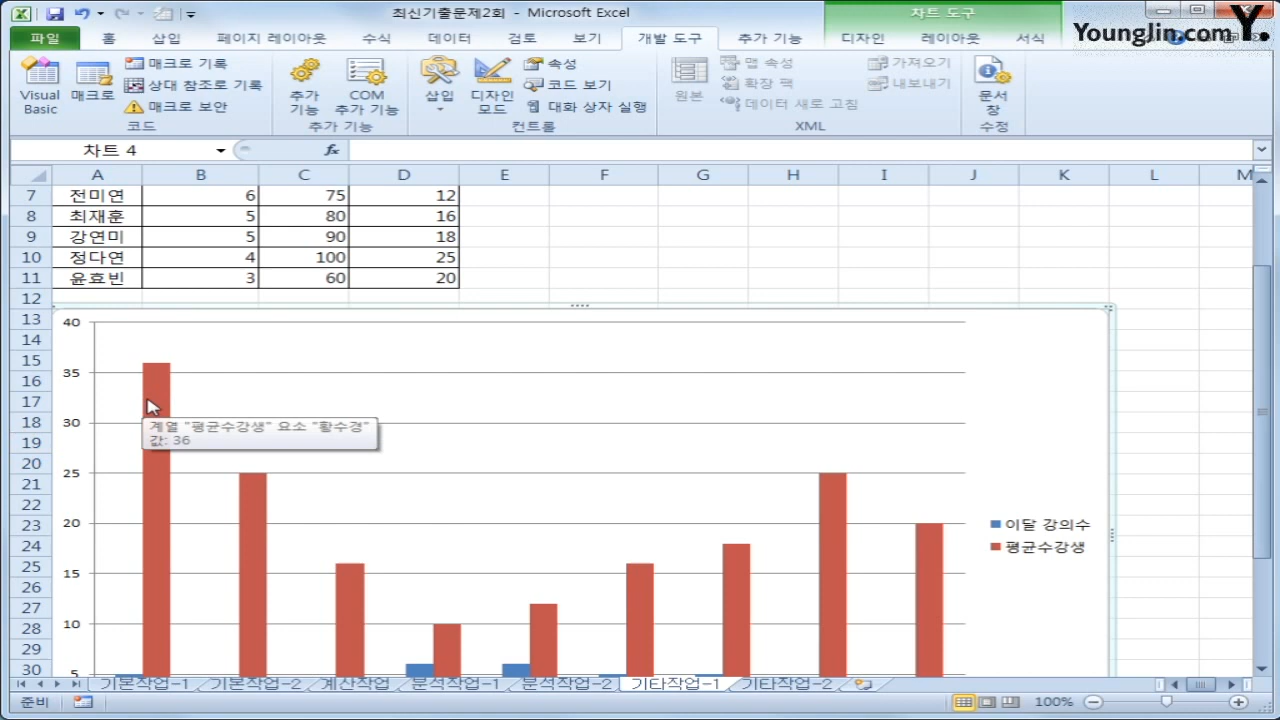 최신기출문제2회 - Microsoft Excel
차트 도구
YoungJin.com Y.
파일 홈 삽입 페이지 레이아웃 수식 데이터 검토 보기 개발 도구 추가 기능 디자인 레이아웃 서식
Visual Basic
매크로
매크로 기록
상대 참조로 기록
매크로 보안
코드
추가 기능
COM 추가 기능
추가 기능
삽입
디자인 모드
속성
코드 보기
대화 상자 실행
컨트롤
원본
맵 속성
확장 팩
데이터 새로 고침
가져오기
내보내기
XML
문서 창
수정
차트 4
fx
A B C D E F G H I J K L M
7 전미연 6 75 12
8 최재훈 5 80 16
9 강연미 5 90 18
10 정다연 4 100 25
11 윤효빈 3 60 20
12
13
14
15
16
17
18
19
20
21
22
23
24
25
26
27
28
29
30
40
35
30
25
20
15
10
5
계열 "평균수강생" 요소 "황수경"
값: 36
이달 강의수
평균수강생
기본작업-1 기본작업-2 계산작업 분석작업-1 분석작업-2 기타작업-1 기타작업-2
준비
100%